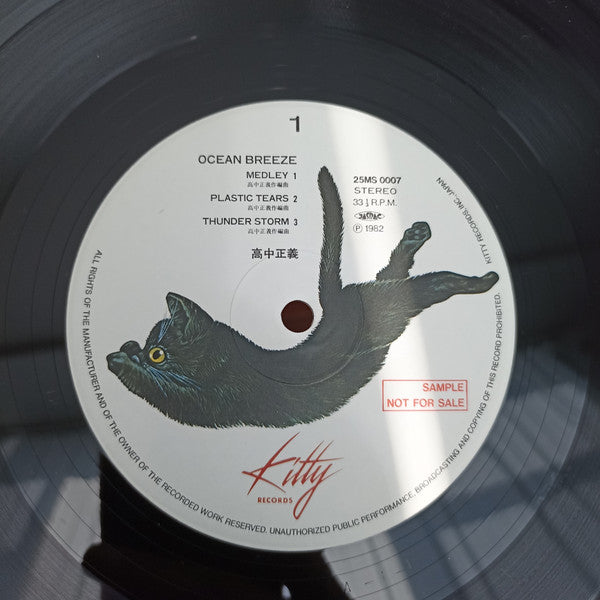 1
OCEAN BREEZE
MEDLEY 1
高中正義作編曲
PLASTIC TEARS 2
高中正義作編曲
THUNDER STORM 3
高中正義作編曲
高中正義
25MS 0007
STEREO
33⅓ R.P.M.
JASRAC
Ⓟ 1982
SAMPLE
NOT FOR SALE
Kitty
RECORDS
ALL RIGHTS OF THE MANUFACTURER AND OF THE OWNER OF THE RECORDED WORK RESERVED. UNAUTHORIZED PUBLIC PERFORMANCE, BROADCASTING AND COPYING OF THIS RECORD PROHIBITED.
KITTY RECORDS INC. JAPAN